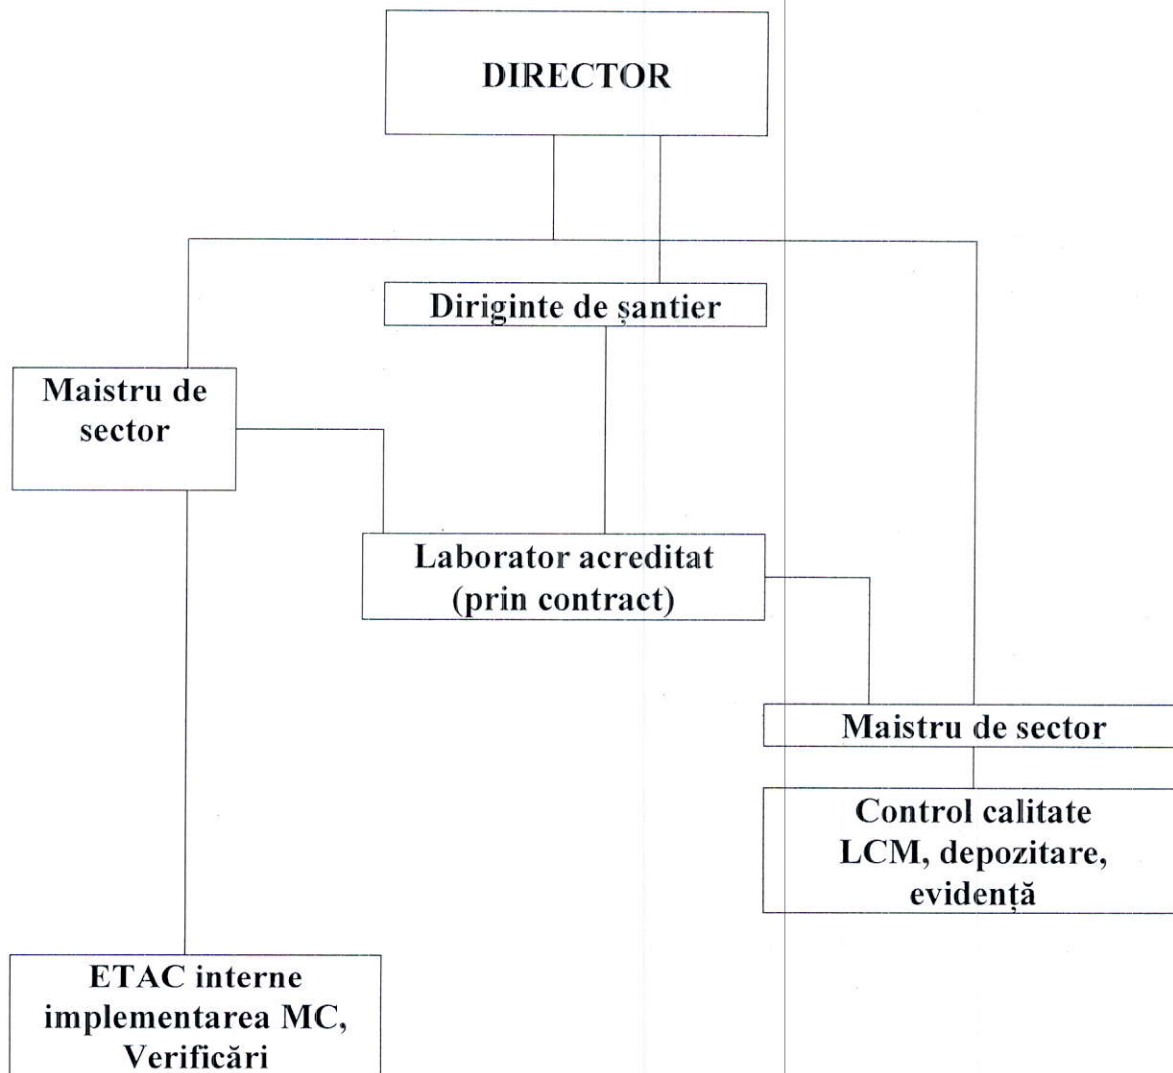 DIRECTOR
Diriginte de șantier
Maistru de
sector
Laborator acreditat
(prin contract)
Maistru de sector
Control calitate
LCM, depozitare,
evidență
ETAC interne
implementarea MC,
Verificări